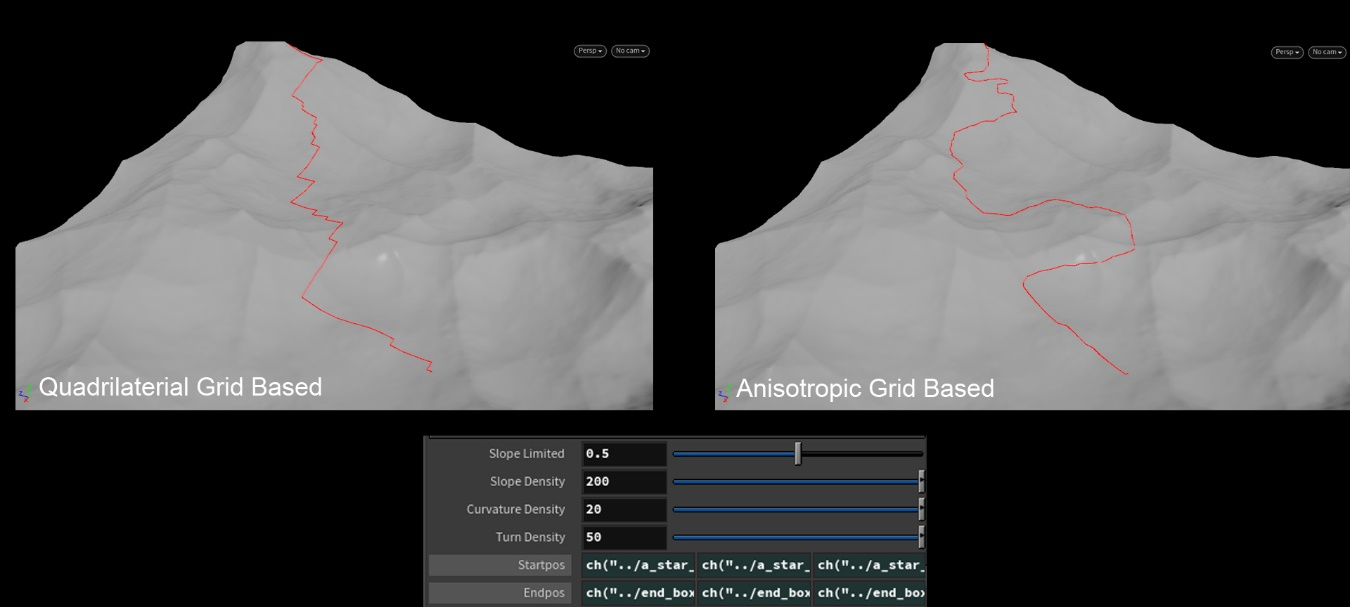 Persp No cam
Persp No cam
Quadrilaterial Grid Based
Anisotropic Grid Based
Slope Limited 0.5
Slope Density 200
Curvature Density 20
Turn Density 50
Startpos ch("../a_star_ ch("../a_star_ ch("../a_star_
Endpos ch("../end_box ch("../end_box ch("../end_box